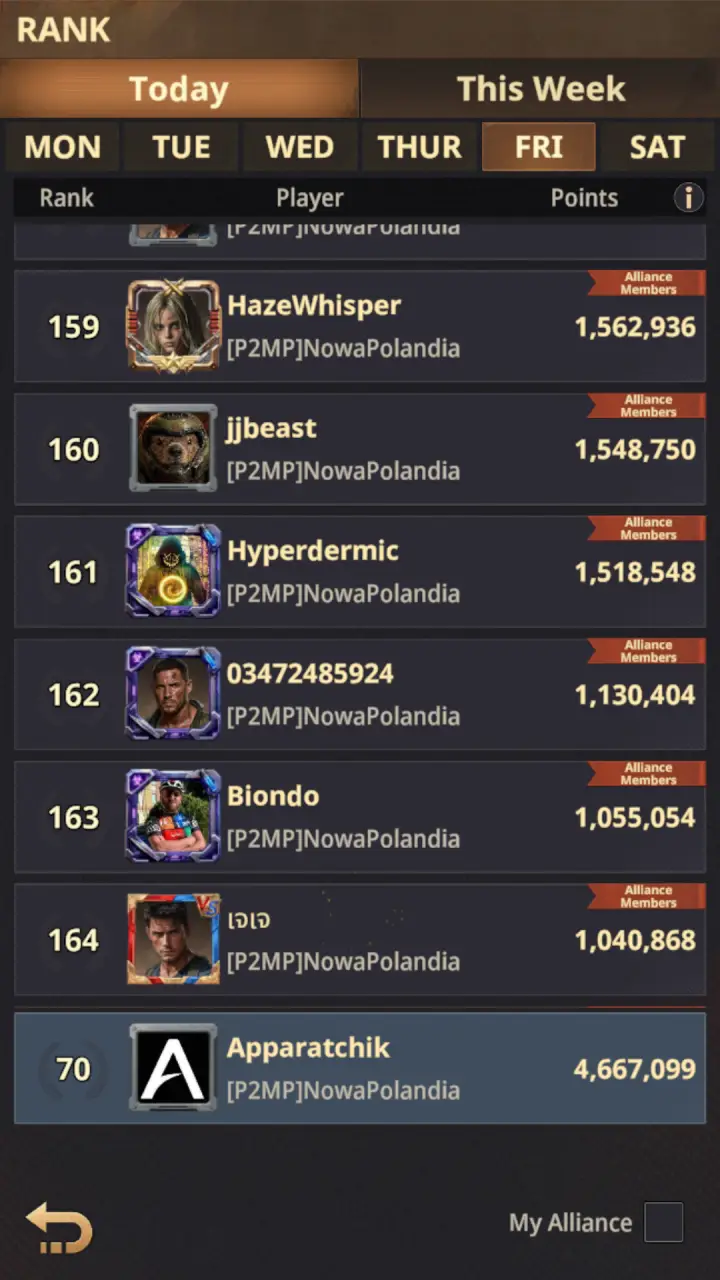 RANK
Today
This Week
MON TUE WED THUR FRI SAT
Rank Player Points
[P2MP]NowaPolandia
Alliance
Members
159
HazeWhisper
[P2MP]NowaPolandia
1,562,936
Alliance
Members
160
jjbeast
[P2MP]NowaPolandia
1,548,750
Alliance
Members
161
Hyperdermic
[P2MP]NowaPolandia
1,518,548
Alliance
Members
162
03472485924
[P2MP]NowaPolandia
1,130,404
Alliance
Members
163
Biondo
[P2MP]NowaPolandia
1,055,054
Alliance
Members
164
VS
เจเจ
[P2MP]NowaPolandia
1,040,868
70
Apparatchik
[P2MP]NowaPolandia
4,667,099
My Alliance